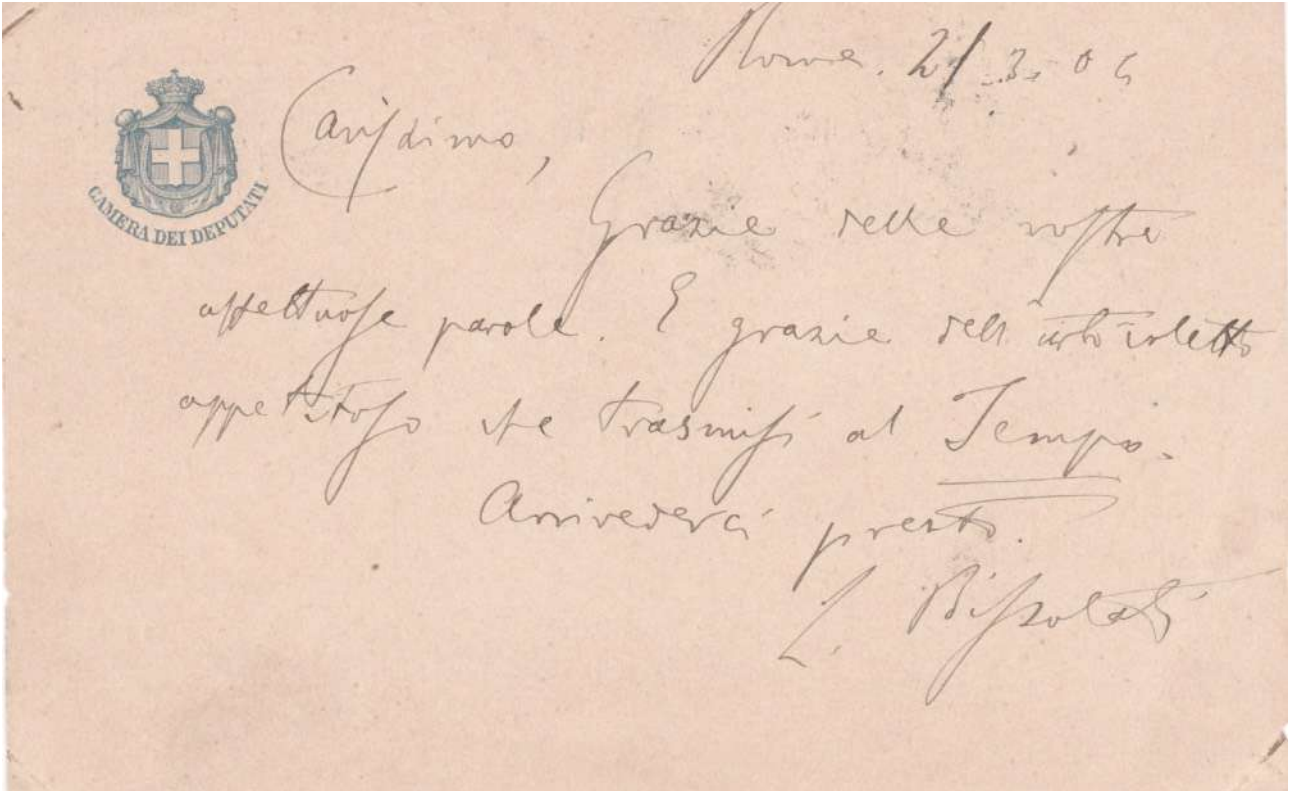 Roma. 2/.3.06
CAMERA DEI DEPUTATI
Carissimo,
Grazie delle vostre
affettuose parole. E grazie dell'articoletto
appetitoso che trasmisi al Tempo.
Arrivederci presto.
L. Bissolati